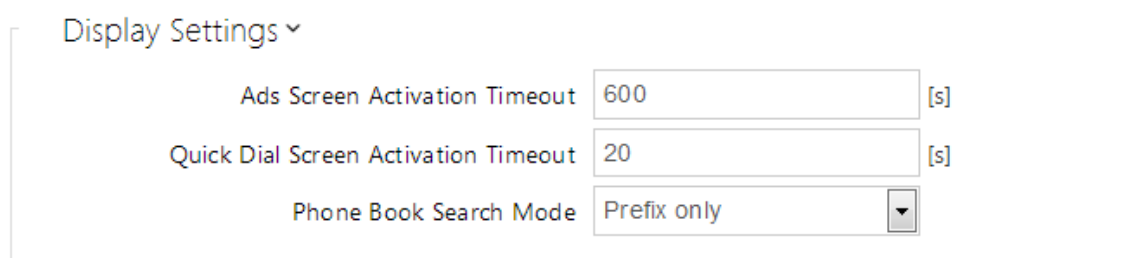 Display Settings
Ads Screen Activation Timeout 600 [s]
Quick Dial Screen Activation Timeout 20 [s]
Phone Book Search Mode Prefix only